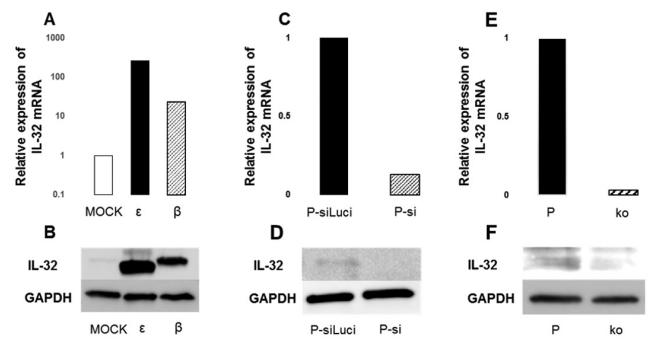 A
Relative expression of
IL-32 mRNA
1000
100
10
1
0.1
MOCK ε β
C
Relative expression of
IL-32 mRNA
1
0.5
0
P-siLuci P-si
E
Relative expression of
IL-32 mRNA
1
0.5
0
P ko
B
IL-32
GAPDH
MOCK ε β
D
IL-32
GAPDH
P-siLuci P-si
F
IL-32
GAPDH
P ko